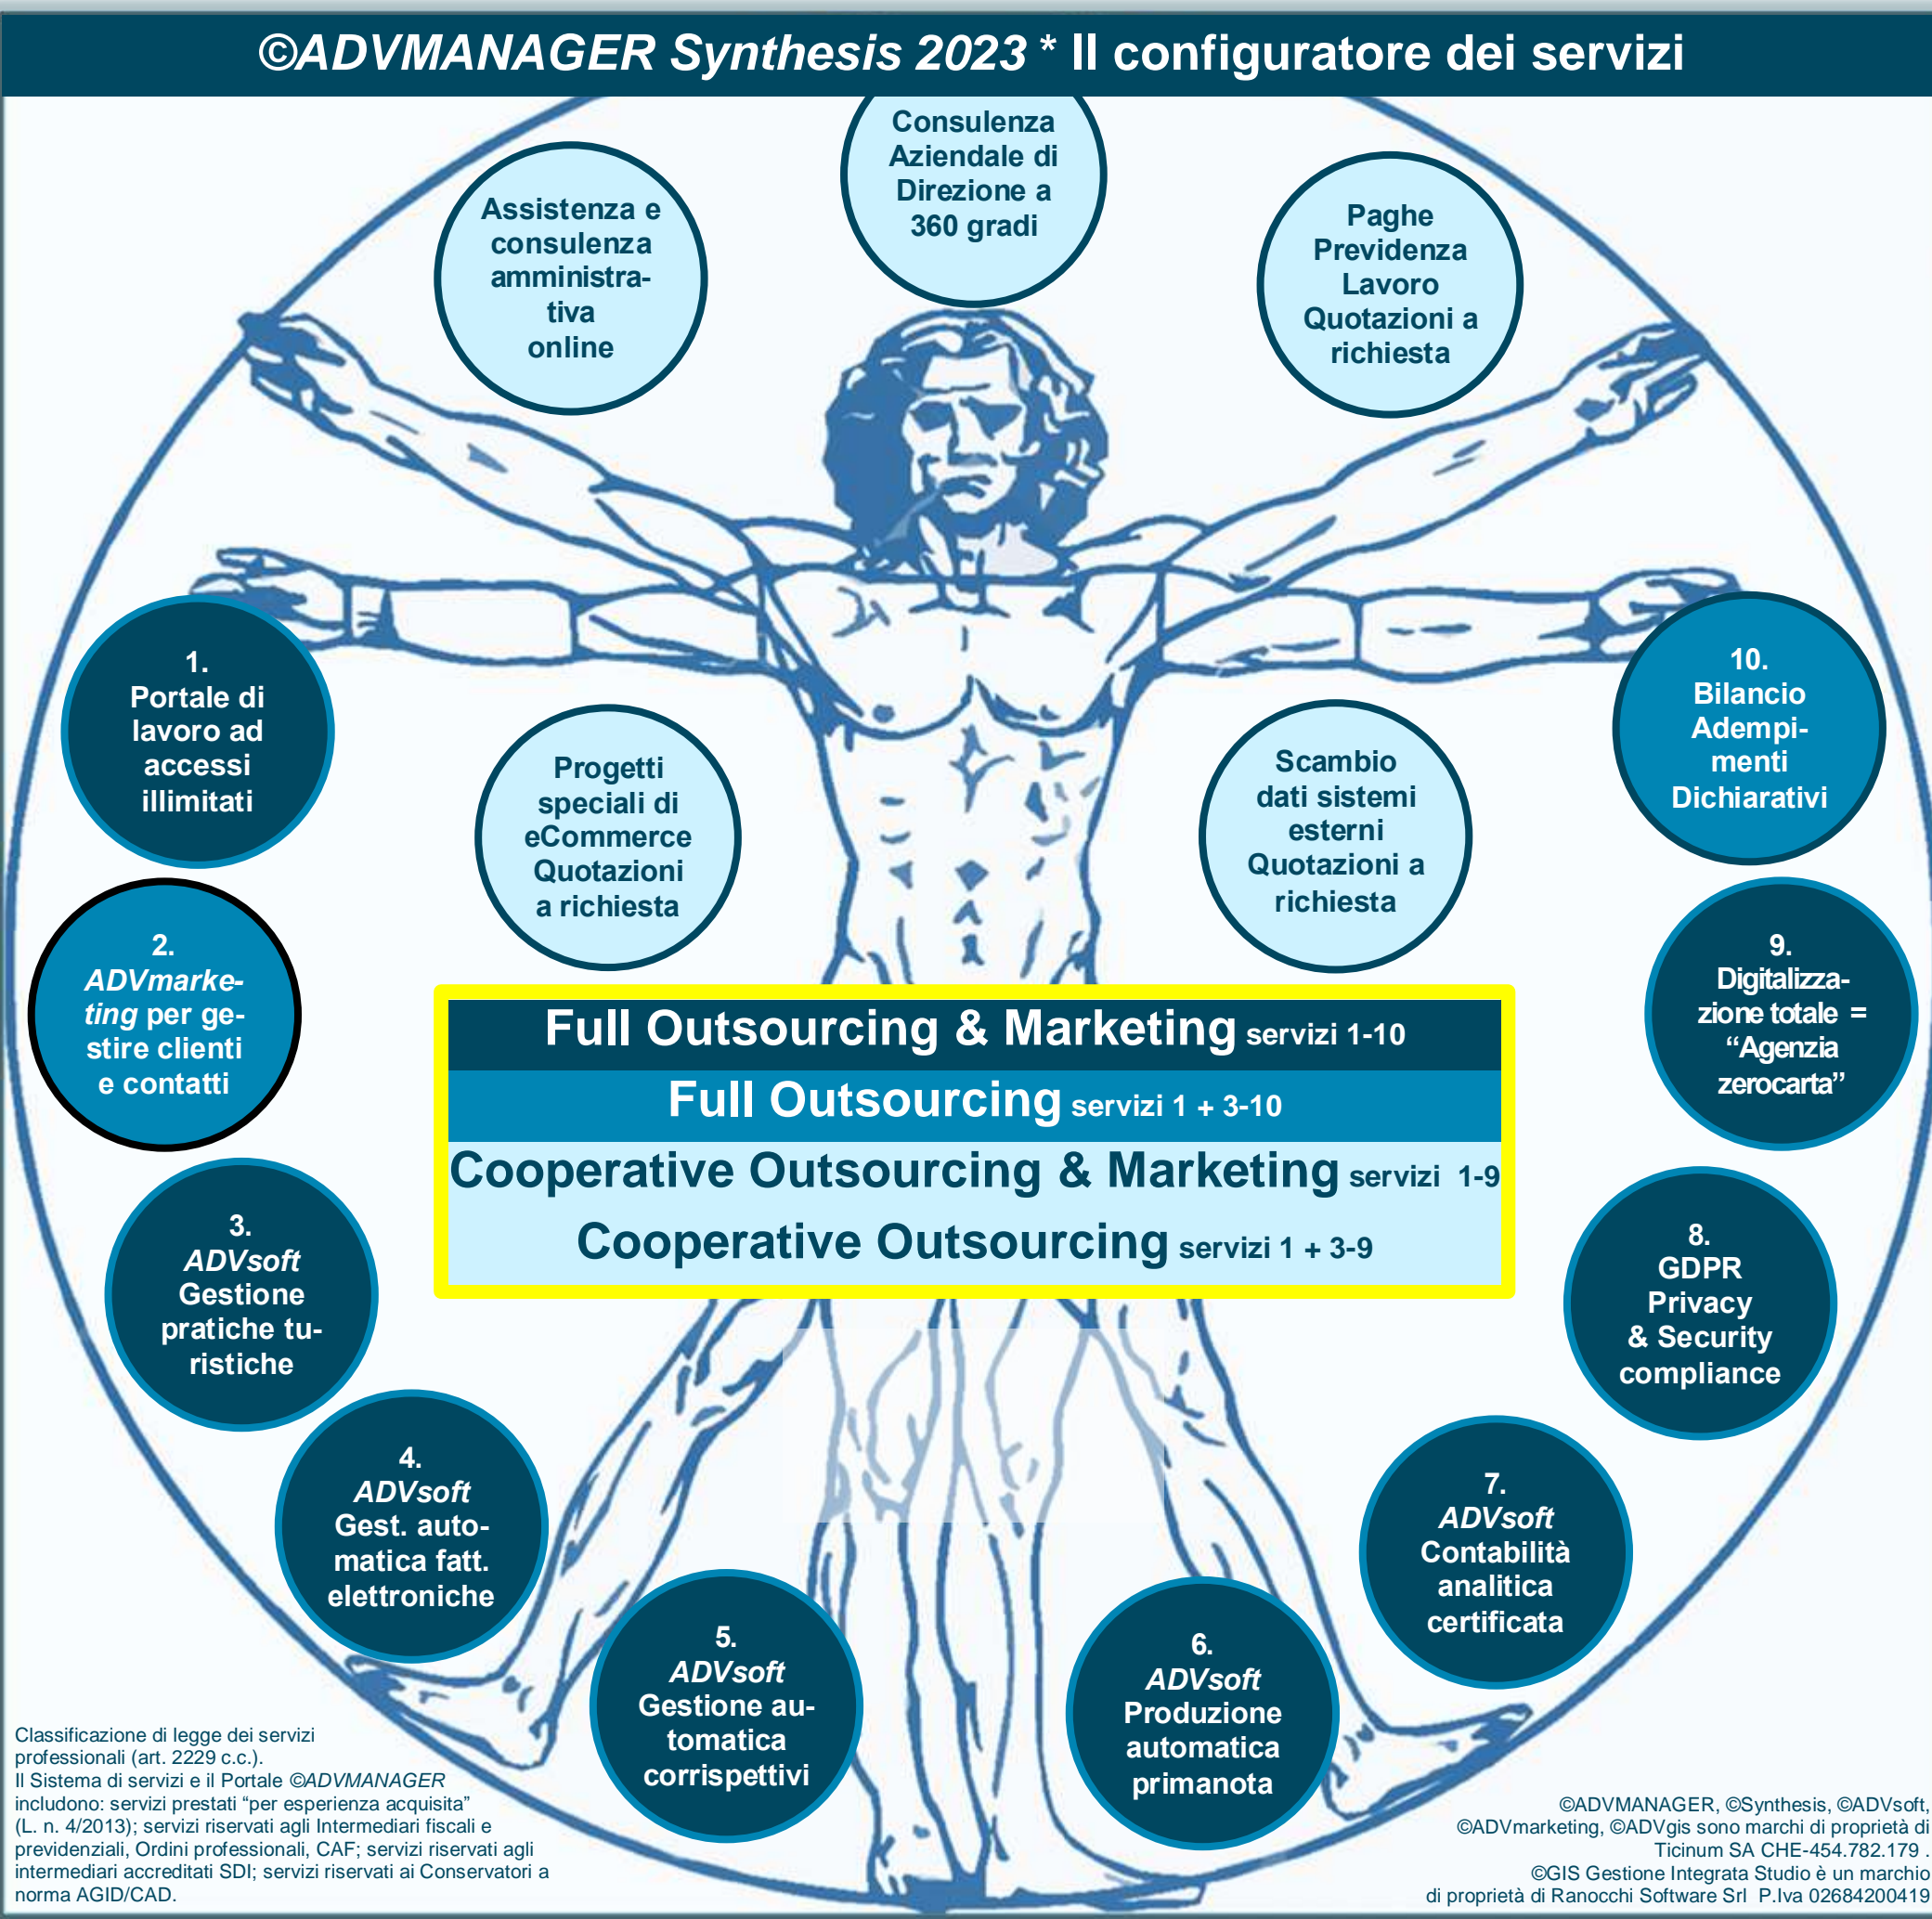 ©ADVMANAGER Synthesis 2023 * Il configuratore dei servizi
Consulenza
Aziendale di
Direzione a
360 gradi
Assistenza e
consulenza
amministra-
tiva
online
Paghe
Previdenza
Lavoro
Quotazioni a
richiesta
1.
Portale di
lavoro ad
accessi
illimitati
10.
Bilancio
Adempi-
menti
Dichiarativi
Progetti
speciali di
eCommerce
Quotazioni
a richiesta
Scambio
dati sistemi
esterni
Quotazioni a
richiesta
2.
ADVmarke-
ting per ge-
stire clienti
e contatti
9.
Digitalizza-
zione totale =
“Agenzia
zerocarta”
Full Outsourcing & Marketing servizi 1-10
Full Outsourcing servizi 1 + 3-10
Cooperative Outsourcing & Marketing servizi 1-9
Cooperative Outsourcing servizi 1 + 3-9
3.
ADVsoft
Gestione
pratiche tu-
ristiche
8.
GDPR
Privacy
& Security
compliance
4.
ADVsoft
Gest. auto-
matica fatt.
elettroniche
7.
ADVsoft
Contabilità
analitica
certificata
5.
ADVsoft
Gestione au-
tomatica
corrispettivi
6.
ADVsoft
Produzione
automatica
primanota
Classificazione di legge dei servizi
professionali (art. 2229 c.c.).
Il Sistema di servizi e il Portale ©ADVMANAGER
includono: servizi prestati “per esperienza acquisita”
(L. n. 4/2013); servizi riservati agli Intermediari fiscali e
previdenziali, Ordini professionali, CAF; servizi riservati agli
intermediari accreditati SDI; servizi riservati ai Conservatori a
norma AGID/CAD.
©ADVMANAGER, ©Synthesis, ©ADVsoft,
©ADVmarketing, ©ADVgis sono marchi di proprietà di
Ticinum SA CHE-454.782.179 .
©GIS Gestione Integrata Studio è un marchio
di proprietà di Ranocchi Software Srl P.Iva 02684200419